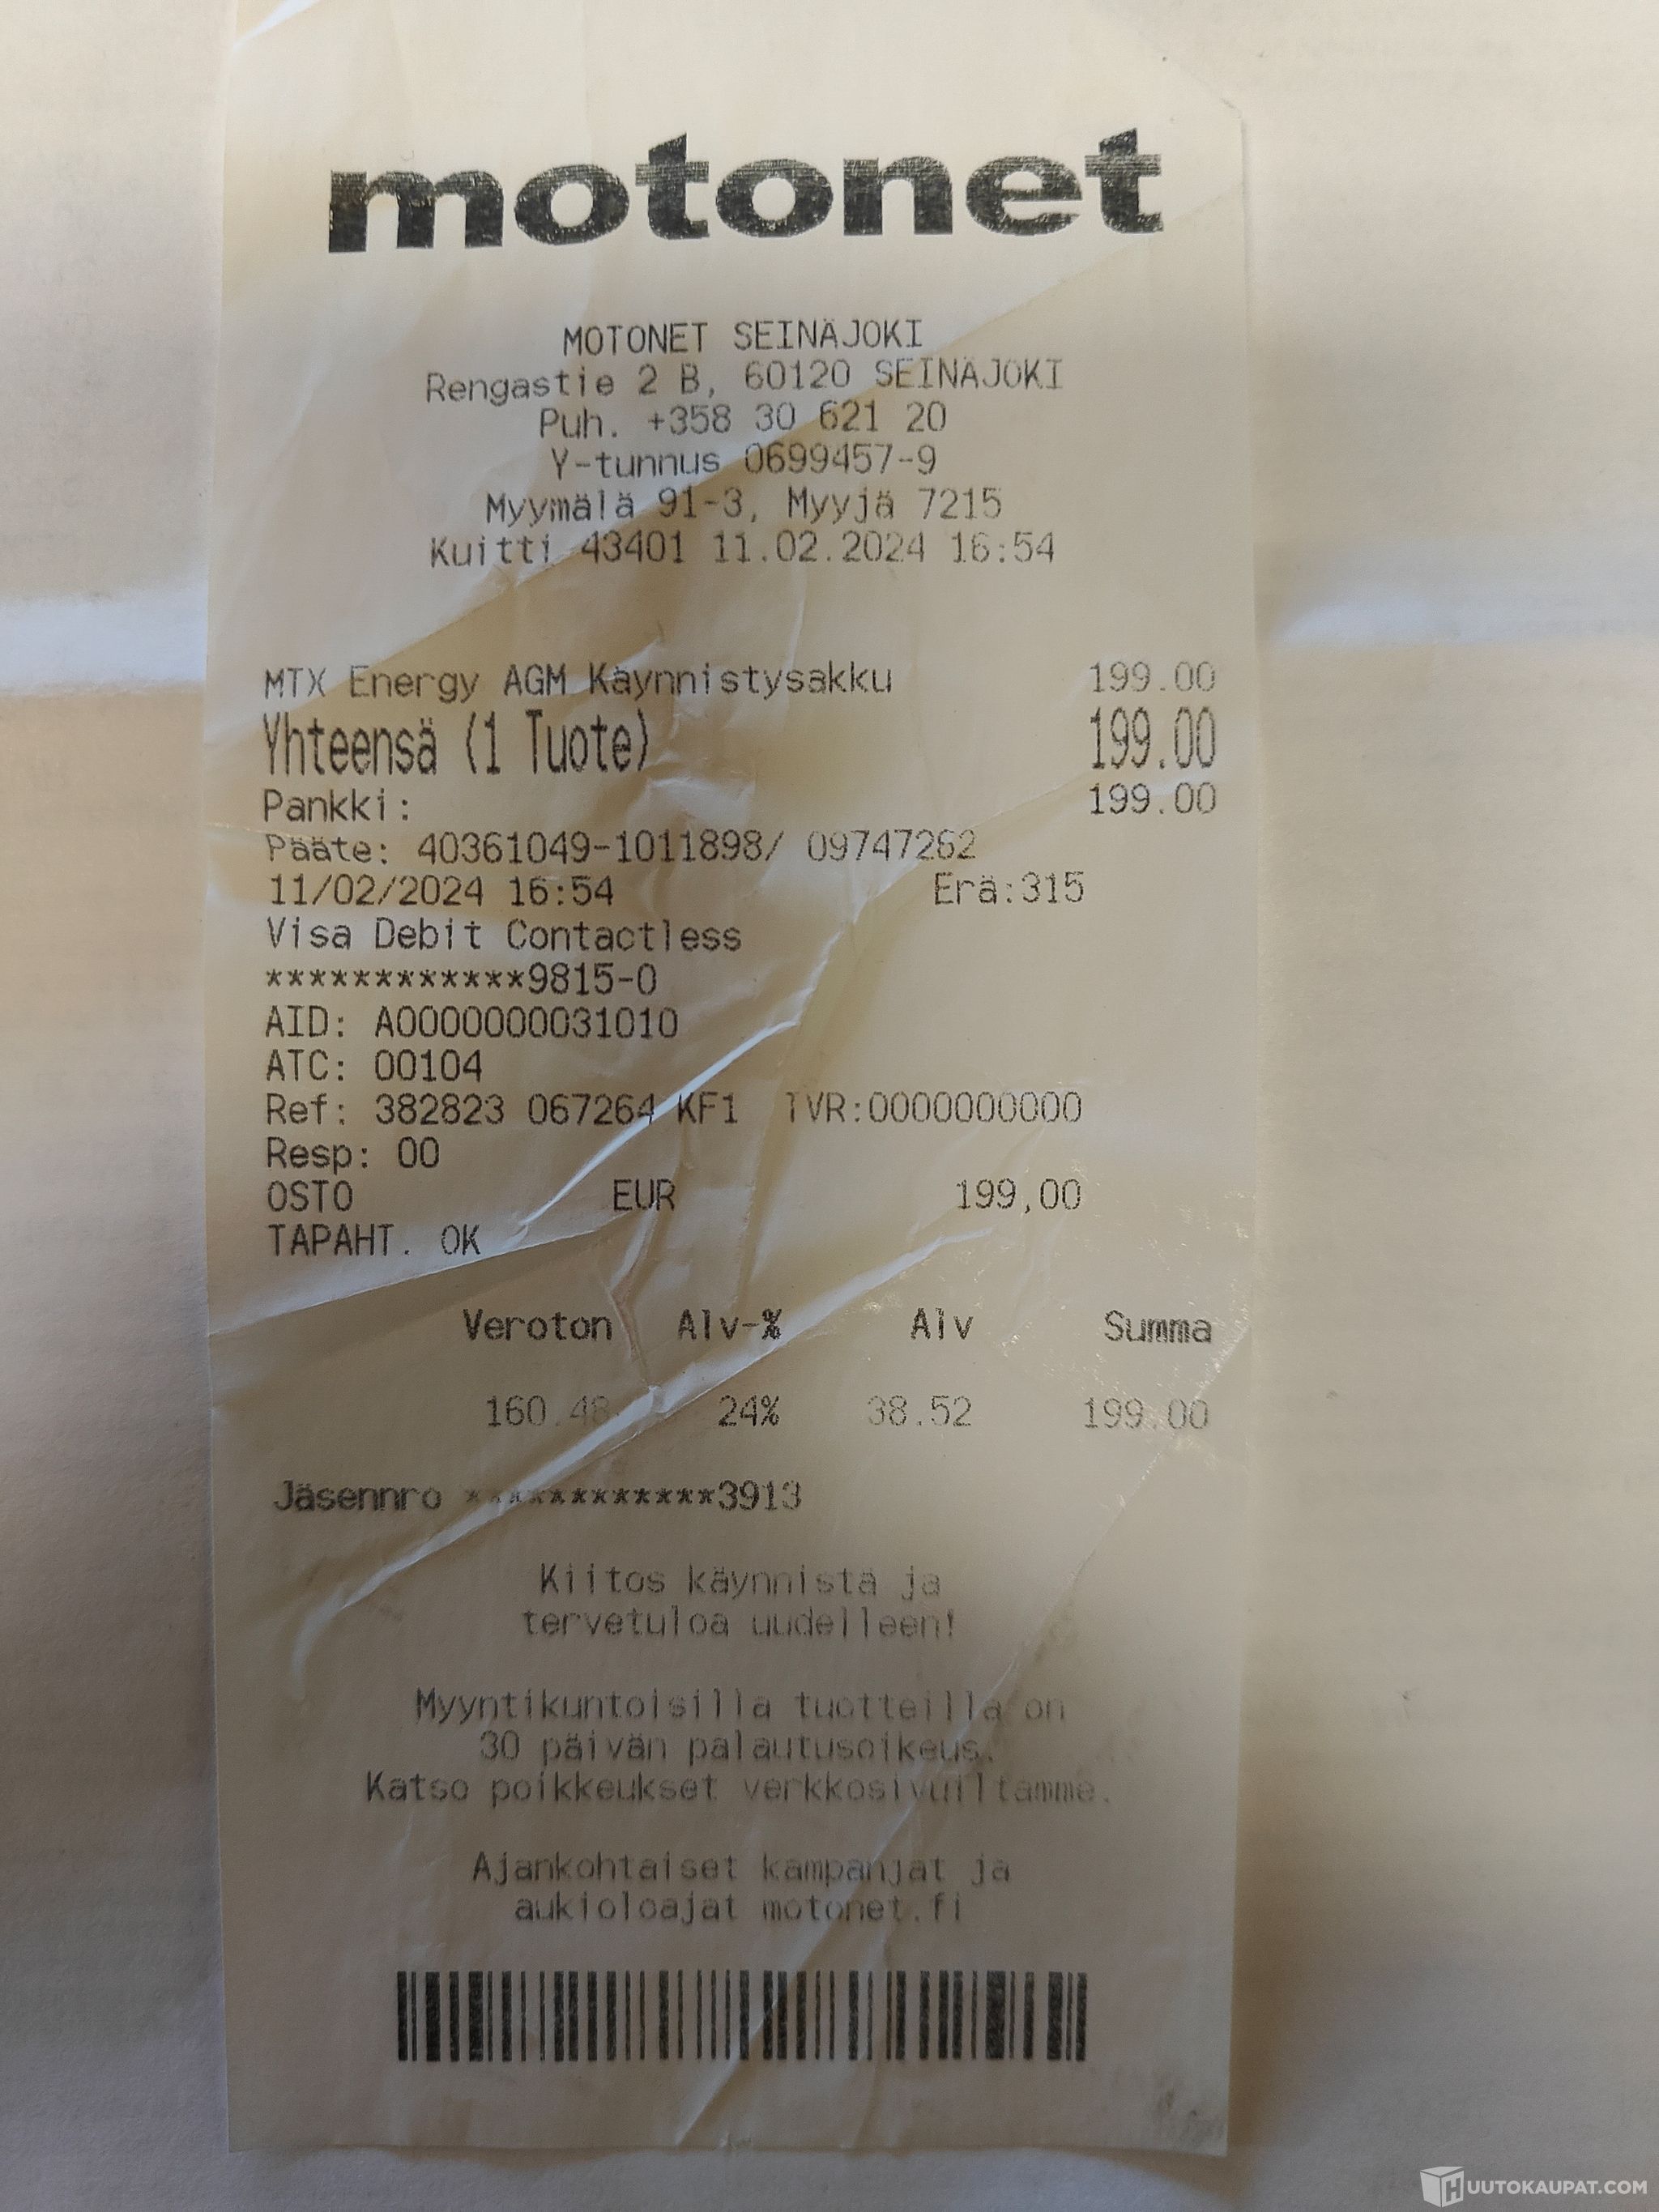 motonet
MOTONET SEINÄJOKI
Rengastie 2 B, 60120 SEINÄJOKI
Puh. +358 30 621 20
Y-tunnus 0699457-9
Myymälä 91-3, Myyjä 7215
Kuitti 43401 11.02.2024 16:54
MTX Energy AGM Käynnistysakku 199.00
Yhteensä (1 Tuote) 199.00
Pankki: 199.00
Pääte: 40361049-1011898/ 09747262
11/02/2024 16:54 Erä:315
Visa Debit Contactless
************9815-0
AID: A0000000031010
ATC: 00104
Ref: 382823 067264 KF1 TVR:0000000000
Resp: 00
OSTO EUR 199,00
TAPAHT. OK
Veroton Alv-% Alv Summa
160.48 24% 38.52 199.00
Jäsennro ************3913
Kiitos käynnistä ja
tervetuloa uudelleen!
Myyntikuntoisilla tuotteilla on
30 päivän palautusoikeus.
Katso poikkeukset verkkosivuiltamme.
Ajankohtaiset kampanjat ja
aukioloajat motonet.fi
HUUTOKAUPAT.COM